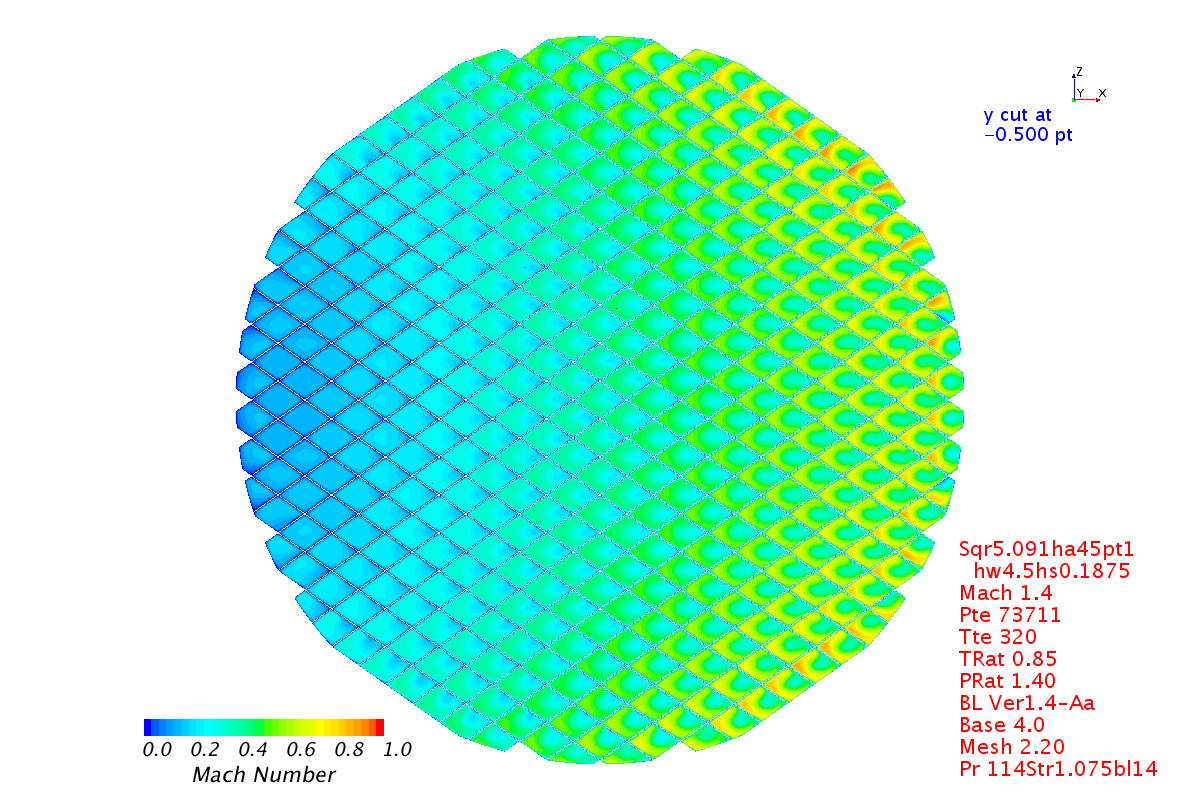 Z
Y X
y cut at
−0.500 pt
Sqr5.091ha45pt1
hw4.5hs0.1875
Mach 1.4
Pte 73711
Tte 320
TRat 0.85
PRat 1.40
BL Ver1.4−Aa
Base 4.0
Mesh 2.20
Pr 114Str1.075bl14
0.0 0.2 0.4 0.6 0.8 1.0
Mach Number